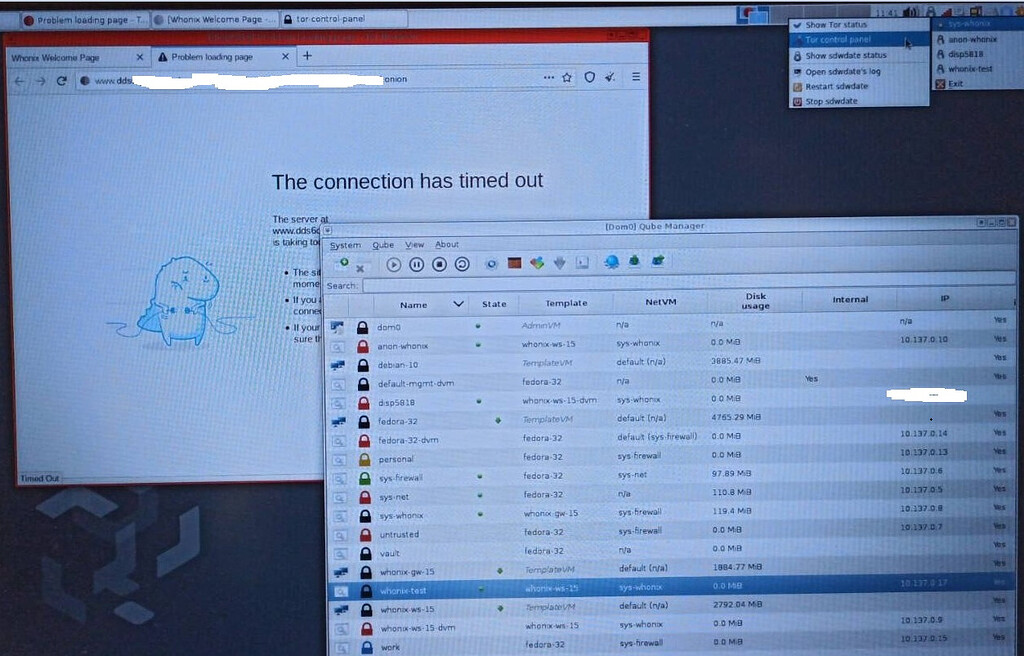 Problem loading page - T...
[Whonix Welcome Page -...
tor-control-panel
11:41
Show Tor status
Tor control panel
Show sdwdate status
Open sdwdate's log
Restart sdwdate
Stop sdwdate
sys-whonix
anon-whonix
disp5818
whonix-test
Exit
Whonix Welcome Page
Problem loading page
www.dds
onion
The connection has timed out
The server at
www.dds6
is taking to
The si
mome
If you
conne
If your
sure th
Timed Out
[Dom0] Qube Manager
System Qube View About
Search:
Name State Template NetVM Disk usage Internal IP
dom0 AdminVM n/a n/a n/a Yes
anon-whonix whonix-ws-15 sys-whonix 0.0 MiB 10.137.0.10 Yes
debian-10 TemplateVM default (n/a) 3885.47 MiB Yes
default-mgmt-dvm fedora-32 n/a 0.0 MiB Yes Yes
disp5818 whonix-ws-15-dvm sys-whonix 0.0 MiB
fedora-32 TemplateVM default (n/a) 4765.29 MiB Yes
fedora-32-dvm fedora-32 default (sys-firewall) 0.0 MiB 10.137.0.14 Yes
personal fedora-32 sys-firewall 0.0 MiB 10.137.0.13 Yes
sys-firewall fedora-32 sys-net 97.89 MiB 10.137.0.6 Yes
sys-net fedora-32 n/a 110.8 MiB 10.137.0.5 Yes
sys-whonix whonix-gw-15 sys-firewall 119.4 MiB 10.137.0.8 Yes
untrusted fedora-32 sys-firewall 0.0 MiB 10.137.0.7 Yes
vault fedora-32 n/a 0.0 MiB Yes
whonix-gw-15 TemplateVM default (n/a) 1884.77 MiB Yes
whonix-test whonix-ws-15 sys-whonix 0.0 MiB 10.137.0.17 Yes
whonix-ws-15 TemplateVM default (n/a) 2792.04 MiB Yes
whonix-ws-15-dvm whonix-ws-15 sys-whonix 0.0 MiB 10.137.0.9 Yes
work fedora-32 sys-firewall 0.0 MiB 10.137.0.15 Yes